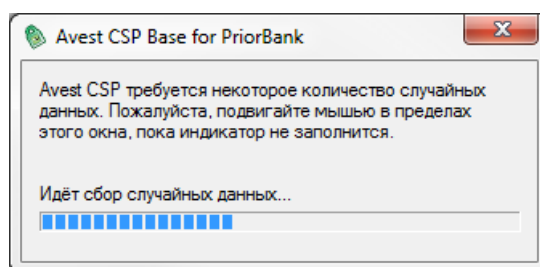 Avest CSP Base for PriorBank
Avest CSP требуется некоторое количество случайных
данных. Пожалуйста, подвигайте мышью в пределах
этого окна, пока индикатор не заполнится.
Идёт сбор случайных данных...